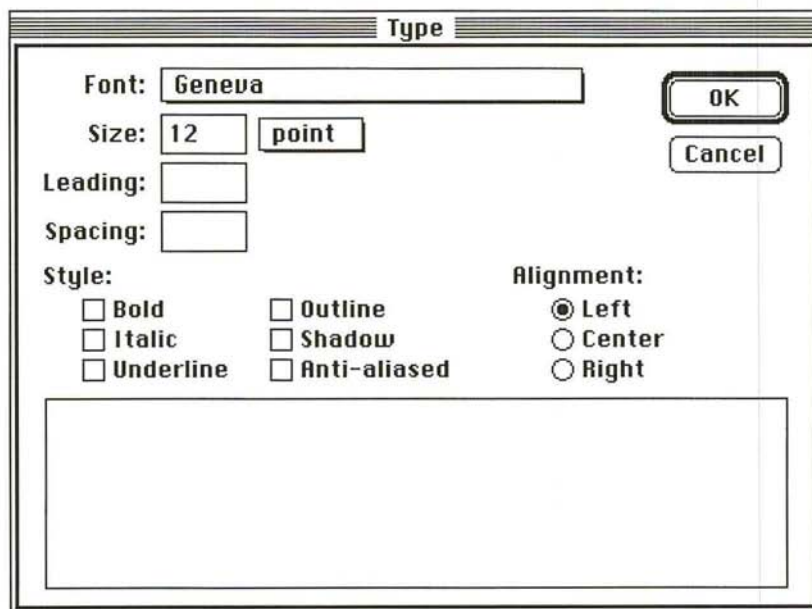 Type
Font: Geneva
OK
Size: 12 point
Cancel
Leading:
Spacing:
Style:
Alignment:
Bold
Outline
Left
Italic
Shadow
Center
Underline
Anti-aliased
Right